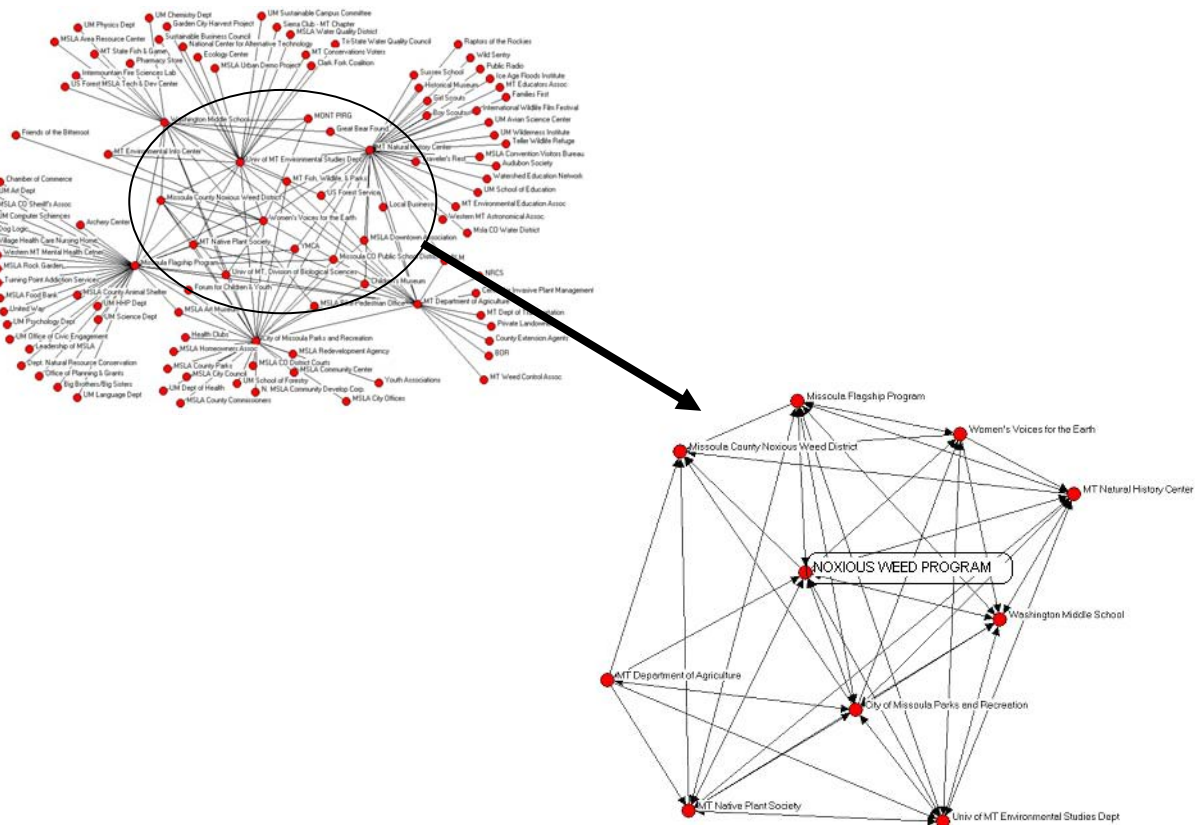 UM Sustainable Campus Committee
UM Chemistry Dept
Garden City Harvest Project
Sierra Club - MT Chapter
UM Physics Dept
MSLA Water Quality District
Sustainable Business Council
MSLA Area Resource Center
National Center for Alternative Technology
Tri-State Water Quality Council
Raptors of the Rockies
MT State Fish & Game
Ecology Center
MT Conservations Voters
Wild Sentry
Pharmacy Store
MSLA Urban Demo Project
Clark Fork Coalition
Public Radio
Intermountain Fire Sciences Lab
Sussex School
Ice Age Floods Institute
US Forest MSLA Tech & Dev Center
Historical Museum
MT Educators Assoc
Families First
Girl Scouts
International Wildlife Film Festival
Boy Scouts
Washington Middle School
MONT PIRG
UM Avian Science Center
Friends of the Bitterroot
Great Bear Found
UM Wilderness Institute
Teller Wildlife Refuge
MT Environmental Info Center
MT Natural History Center
MSLA Convention Visitors Bureau
Univ of MT Environmental Studies Dept
Traveler's Rest
Audubon Society
Watershed Education Network
Chamber of Commerce
MT Fish, Wildlife, & Parks
UM School of Education
UM Art Dept
US Forest Service
Missoula County Noxious Weed District
MSLA CO Sheriff's Assoc
Local Business
MT Environmental Education Assoc
UM Computer Schiences
Archery Center
Women's Voices for the Earth
Western MT Astronomical Assoc
Dog Logic
Msla CO Water District
Village Health Care Nursing Home
MT Native Plant Society
YMCA
MSLA Downtown Association
Western MT Mental Health Center
Missoula CO Public School District
MSLA Rock Garden
Missoula Flagship Program
Univ of MT, Division of Biological Sciences
NRCS
Turning Point Addiction Services
Forum for Children & Youth
Children's Museum
Invasive Plant Management
MSLA Food Bank
MSLA County Animal Shelter
MSLA Art Museum
MT Department of Agriculture
United Way
UM HHP Dept
MT Dept of Transportation
UM Psychology Dept
UM Science Dept
Private Landowners
UM Office of Civic Engagement
Health Clubs
City of Missoula Parks and Recreation
County Extension Agents
Leadership of MSLA
MSLA Homeowners Assoc
MSLA Redevelopment Agency
BOR
Dept. Natural Resource Conservation
MSLA County Parks
MSLA CO District Courts
MSLA Community Center
Office of Planning & Grants
MSLA City Council
UM School of Forestry
Youth Associations
MT Weed Control Assoc
Big Brothers/Big Sisters
UM Dept of Health
N. MSLA Community Develop Corp.
UM Language Dept
MSLA County Commissioners
MSLA City Offices
Missoula Flagship Program
Women's Voices for the Earth
Missoula County Noxious Weed District
MT Natural History Center
NOXIOUS WEED PROGRAM
Washington Middle School
MT Department of Agriculture
City of Missoula Parks and Recreation
MT Native Plant Society
Univ of MT Environmental Studies Dept